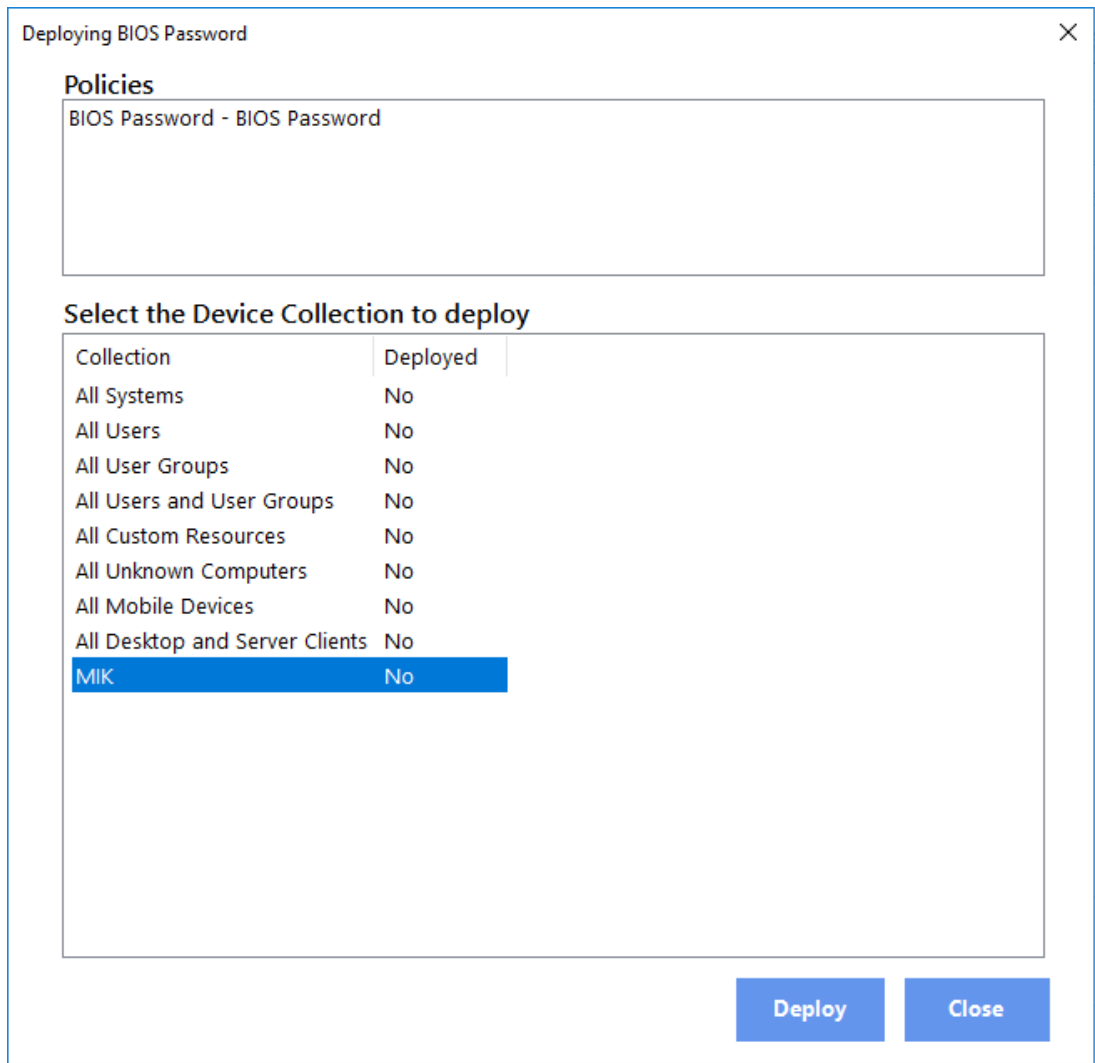 Deploying BIOS Password
Policies
BIOS Password - BIOS Password
Select the Device Collection to deploy
Collection Deployed
All Systems No
All Users No
All User Groups No
All Users and User Groups No
All Custom Resources No
All Unknown Computers No
All Mobile Devices No
All Desktop and Server Clients No
MIK No
Deploy Close